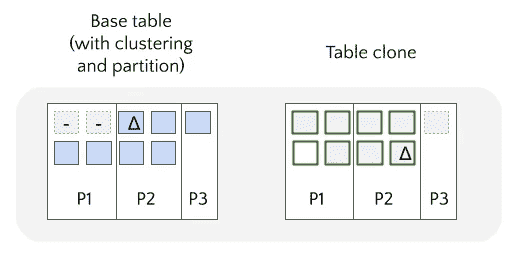 Base table
(with clustering
and partition)
Table clone
- - Δ
Δ
P1 P2 P3
P1 P2 P3